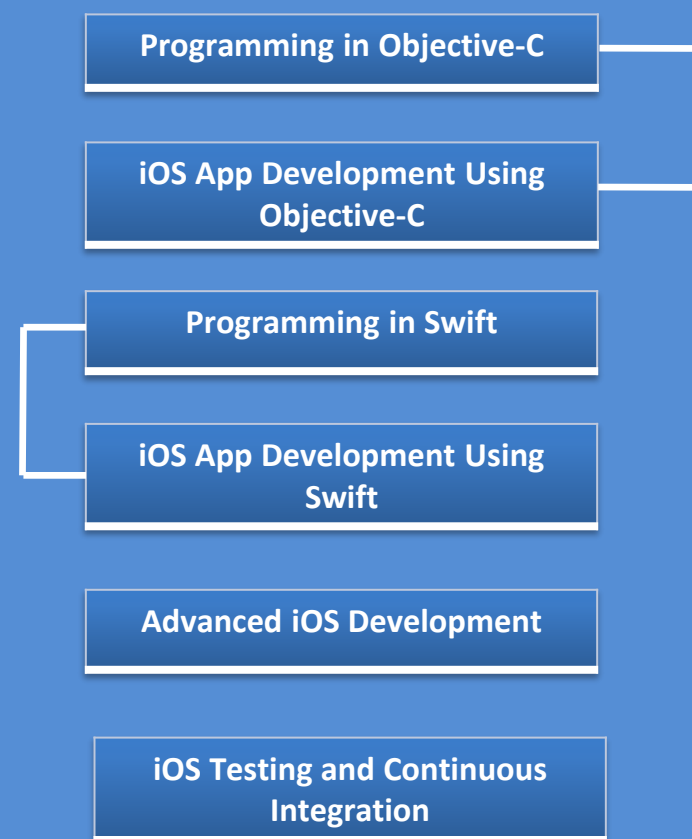 Programming in Objective-C
iOS App Development Using
Objective-C
Programming in Swift
iOS App Development Using
Swift
Advanced iOS Development
iOS Testing and Continuous
Integration